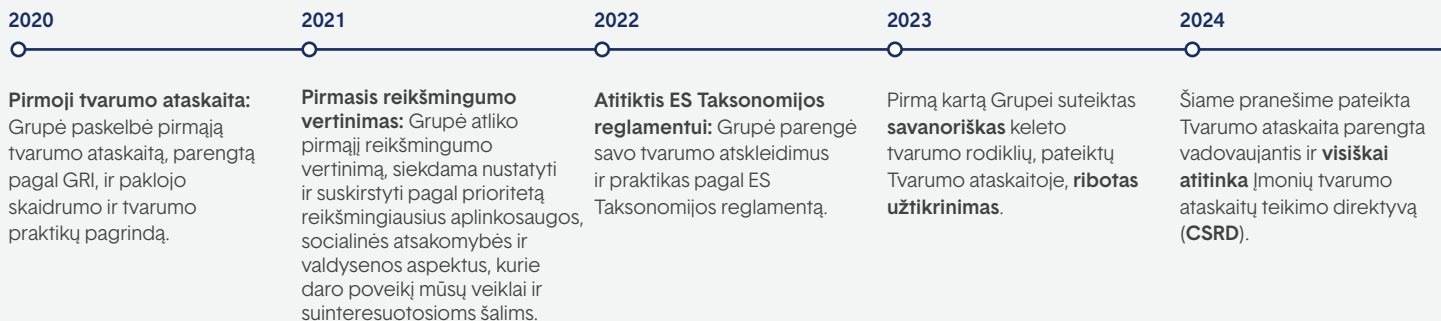 2020
Pirmoji tvarumo ataskaita:
Grupė paskelbė pirmąją
tvarumo ataskaitą, parengtą
pagal GRI, ir paklojo
skaidrumo ir tvarumo
praktikų pagrindą.
2021
Pirmasis reikšmingumo
vertinimas: Grupė atliko
pirmąjį reikšmingumo
vertinimą, siekdama nustatyti
ir suskirstyti pagal prioritetą
reikšmingiausius aplinkosaugos,
socialinės atsakomybės ir
valdysenos aspektus, kurie
daro poveikį mūsų veiklai ir
suinteresuotosioms šalims.
2022
Atitiktis ES Taksonomijos
reglamentui: Grupė parengė
savo tvarumo atskleidimus
ir praktikas pagal ES
Taksonomijos reglamentą.
2023
Pirmą kartą Grupei suteiktas
savanoriškas keleto
tvarumo rodiklių, pateiktų
Tvarumo ataskaitoje, ribotas
užtikrinimas.
2024
Šiame pranešime pateikta
Tvarumo ataskaita parengta
vadovaujantis ir visiškai
atitinka Įmonių tvarumo
ataskaitų teikimo direktyvą
(CSRD).